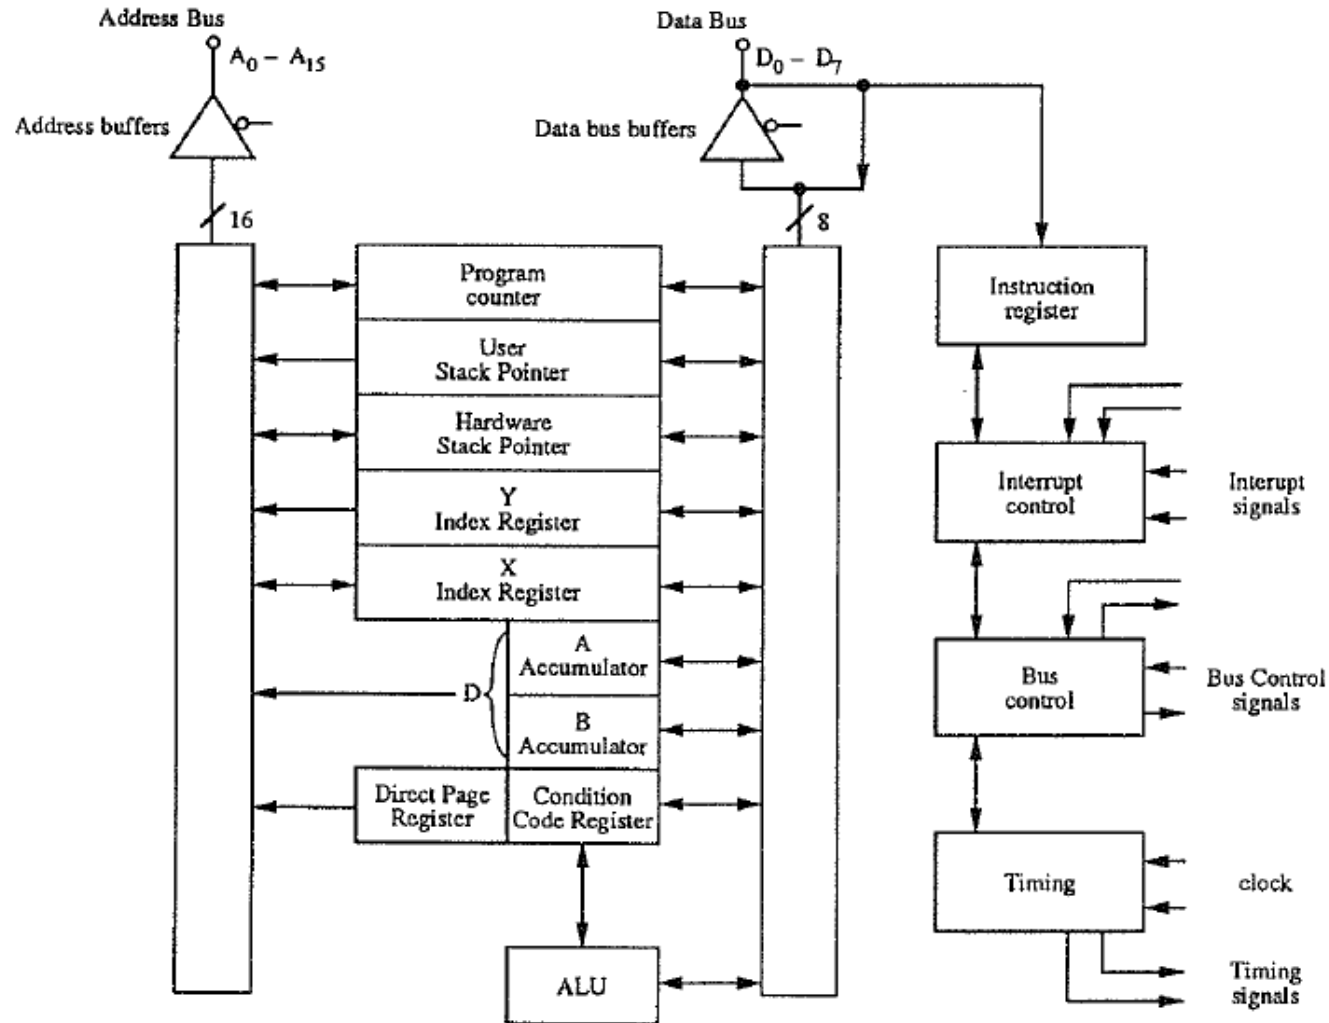 Address Bus
A0 – A15
Address buffers
16
Data Bus
D0 – D7
Data bus buffers
8
Program
counter
User
Stack Pointer
Hardware
Stack Pointer
Y
Index Register
X
Index Register
D
A
Accumulator
B
Accumulator
Direct Page
Register
Condition
Code Register
ALU
Instruction
register
Interrupt
control
Interupt
signals
Bus
control
Bus Control
signals
Timing
clock
Timing
signals